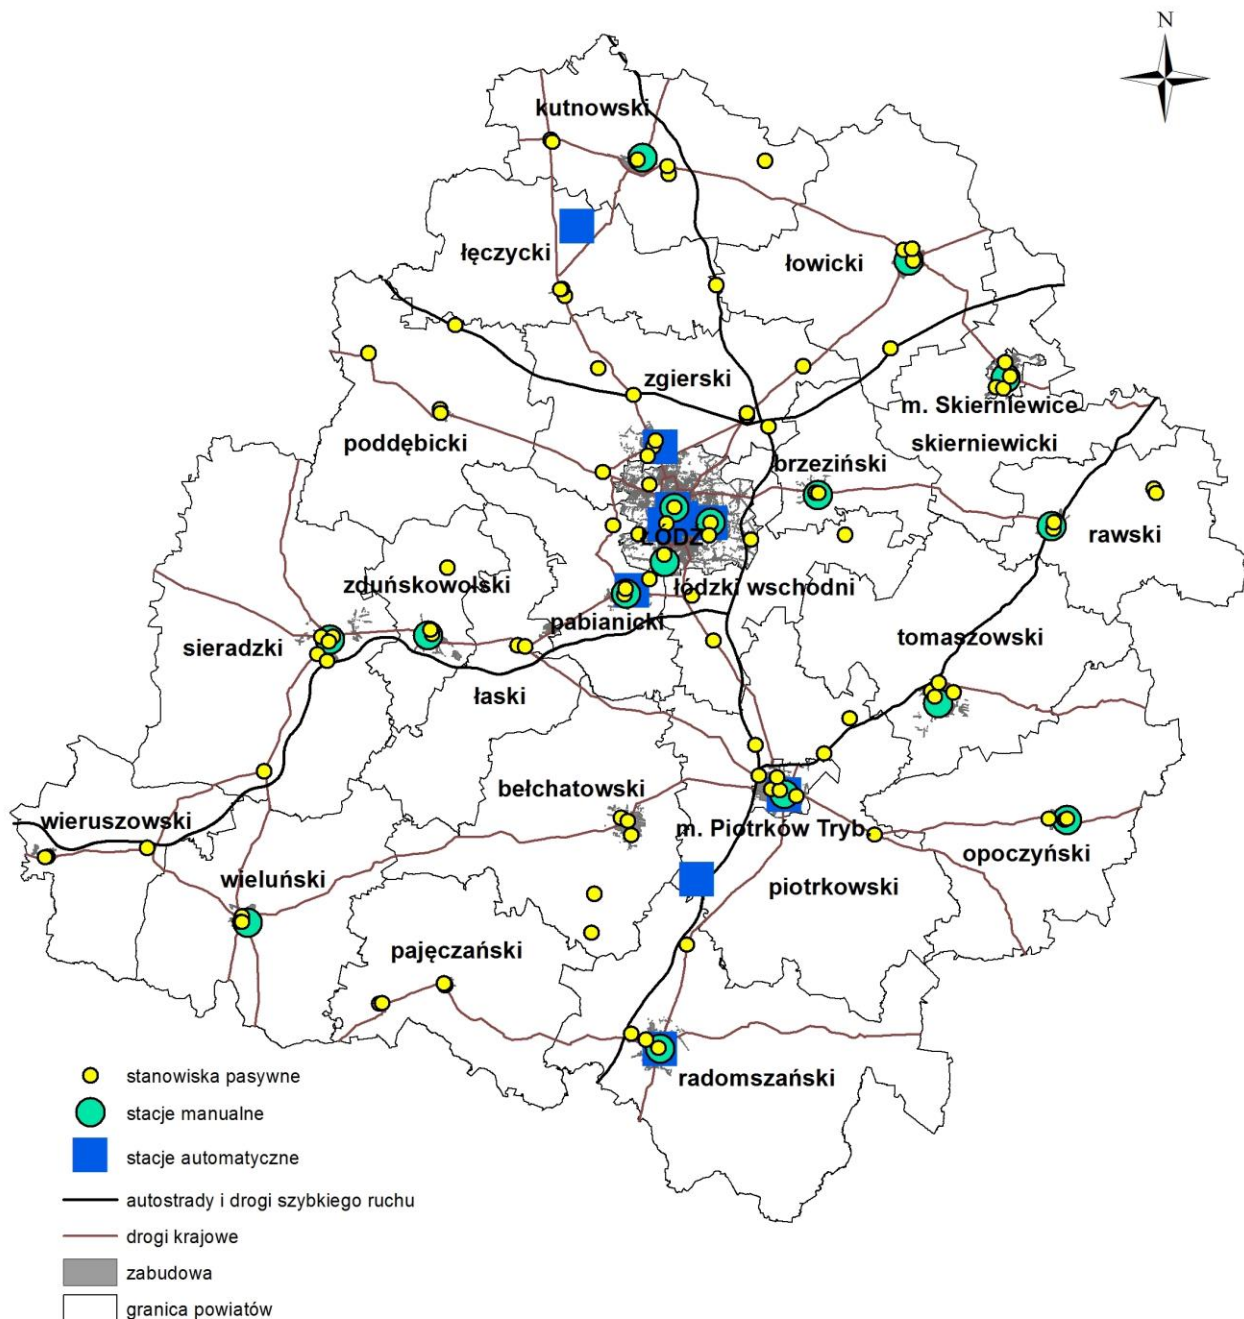 N
kutnowski
łęczycki
łowicki
zgierski
m. Skierniewice
poddębicki
skierniewicki
brzeziński
rawski
ŁÓDŹ
zduńskowolski
łódzki wschodni
pabianicki
sieradzki
tomaszowski
łaski
bełchatowski
wieruszowski
m. Piotrków Tryb.
opoczyński
wieluński
piotrkowski
pajęczański
radomszański
stanowiska pasywne
stacje manualne
stacje automatyczne
autostrady i drogi szybkiego ruchu
drogi krajowe
zabudowa
granica powiatów